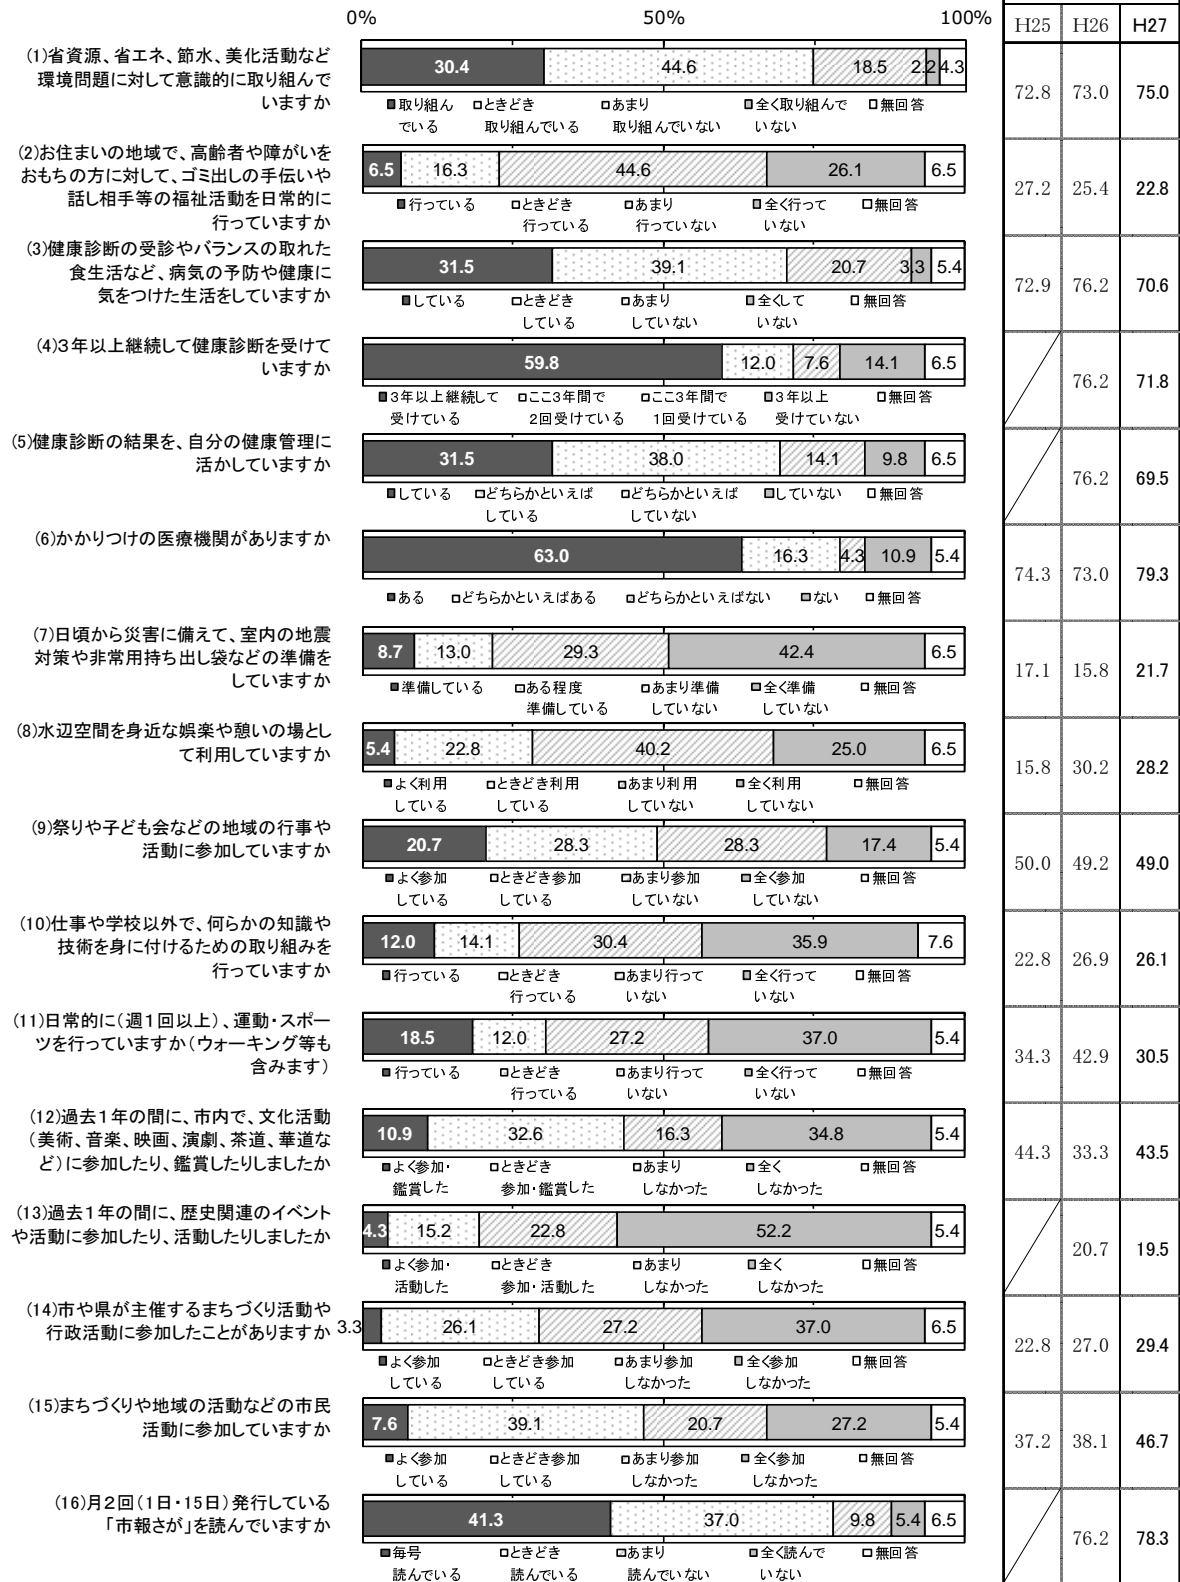 0% 50% 100%
H25 H26 H27
(1)省資源、省エネ、節水、美化活動など
環境問題に対して意識的に取り組んで
いますか
30.4 44.6 18.5 2.2 4.3
取り組ん ときどき あまり 全く取り組んで 無回答
でいる 取り組んでいる 取り組んでいない いない
72.8 73.0 75.0
(2)お住まいの地域で、高齢者や障がいを
おもちの方に対して、ゴミ出しの手伝いや
話し相手等の福祉活動を日常的に
行っていますか
6.5 16.3 44.6 26.1 6.5
行っている ときどき あまり 全く行って 無回答
行っている 行っていない いない
27.2 25.4 22.8
(3)健康診断の受診やバランスの取れた
食生活など、病気の予防や健康に
気をつけた生活をしていますか
31.5 39.1 20.7 3.3 5.4
している ときどき あまり 全くして 無回答
している していない いない
72.9 76.2 70.6
(4)3年以上継続して健康診断を受けて
いますか
59.8 12.0 7.6 14.1 6.5
3年以上継続して ここ3年間で ここ3年間で 3年以上 無回答
受けている 2回受けている 1回受けている 受けていない
76.2 71.8
(5)健康診断の結果を、自分の健康管理に
活かしていますか
31.5 38.0 14.1 9.8 6.5
している どちらかといえば どちらかといえば していない 無回答
している していない
76.2 69.5
(6)かかりつけの医療機関がありますか
63.0 16.3 4.3 10.9 5.4
ある どちらかといえばある どちらかといえばない ない 無回答
74.3 73.0 79.3
(7)日頃から災害に備えて、室内の地震
対策や非常用持ち出し袋などの準備を
していますか
8.7 13.0 29.3 42.4 6.5
準備している ある程度 あまり準備 全く準備 無回答
準備している していない していない
17.1 15.8 21.7
(8)水辺空間を身近な娯楽や憩いの場とし
て利用していますか
5.4 22.8 40.2 25.0 6.5
よく利用 ときどき利用 あまり利用 全く利用 無回答
している している していない していない
15.8 30.2 28.2
(9)祭りや子ども会などの地域の行事や
活動に参加していますか
20.7 28.3 28.3 17.4 5.4
よく参加 ときどき参加 あまり参加 全く参加 無回答
している している していない していない
50.0 49.2 49.0
(10)仕事や学校以外で、何らかの知識や
技術を身に付けるための取り組みを
行っていますか
12.0 14.1 30.4 35.9 7.6
行っている ときどき あまり行って 全く行って 無回答
行っている いない いない
22.8 26.9 26.1
(11)日常的に(週1回以上)、運動・スポー
ツを行っていますか(ウォーキング等も
含みます)
18.5 12.0 27.2 37.0 5.4
行っている ときどき あまり行って 全く行って 無回答
行っている いない いない
34.3 42.9 30.5
(12)過去1年の間に、市内で、文化活動
(美術、音楽、映画、演劇、茶道、華道な
ど)に参加したり、鑑賞したりしましたか
10.9 32.6 16.3 34.8 5.4
よく参加・ ときどき あまり 全く 無回答
鑑賞した 参加・鑑賞した しなかった しなかった
44.3 33.3 43.5
(13)過去1年の間に、歴史関連のイベント
や活動に参加したり、活動したりしましたか
4.3 15.2 22.8 52.2 5.4
よく参加・ ときどき あまり 全く 無回答
活動した 参加・活動した しなかった しなかった
20.7 19.5
(14)市や県が主催するまちづくり活動や
行政活動に参加したことがありますか
3.3 26.1 27.2 37.0 6.5
よく参加 ときどき参加 あまり参加 全く参加 無回答
している している しなかった しなかった
22.8 27.0 29.4
(15)まちづくりや地域の活動などの市民
活動に参加していますか
7.6 39.1 20.7 27.2 5.4
よく参加 ときどき参加 あまり参加 全く参加 無回答
している している しなかった しなかった
37.2 38.1 46.7
(16)月2回(1日・15日)発行している
「市報さが」を読んでいますか
41.3 37.0 9.8 5.4 6.5
毎号 ときどき あまり 全く読んで 無回答
読んでいる 読んでいる 読んでいない いない
76.2 78.3